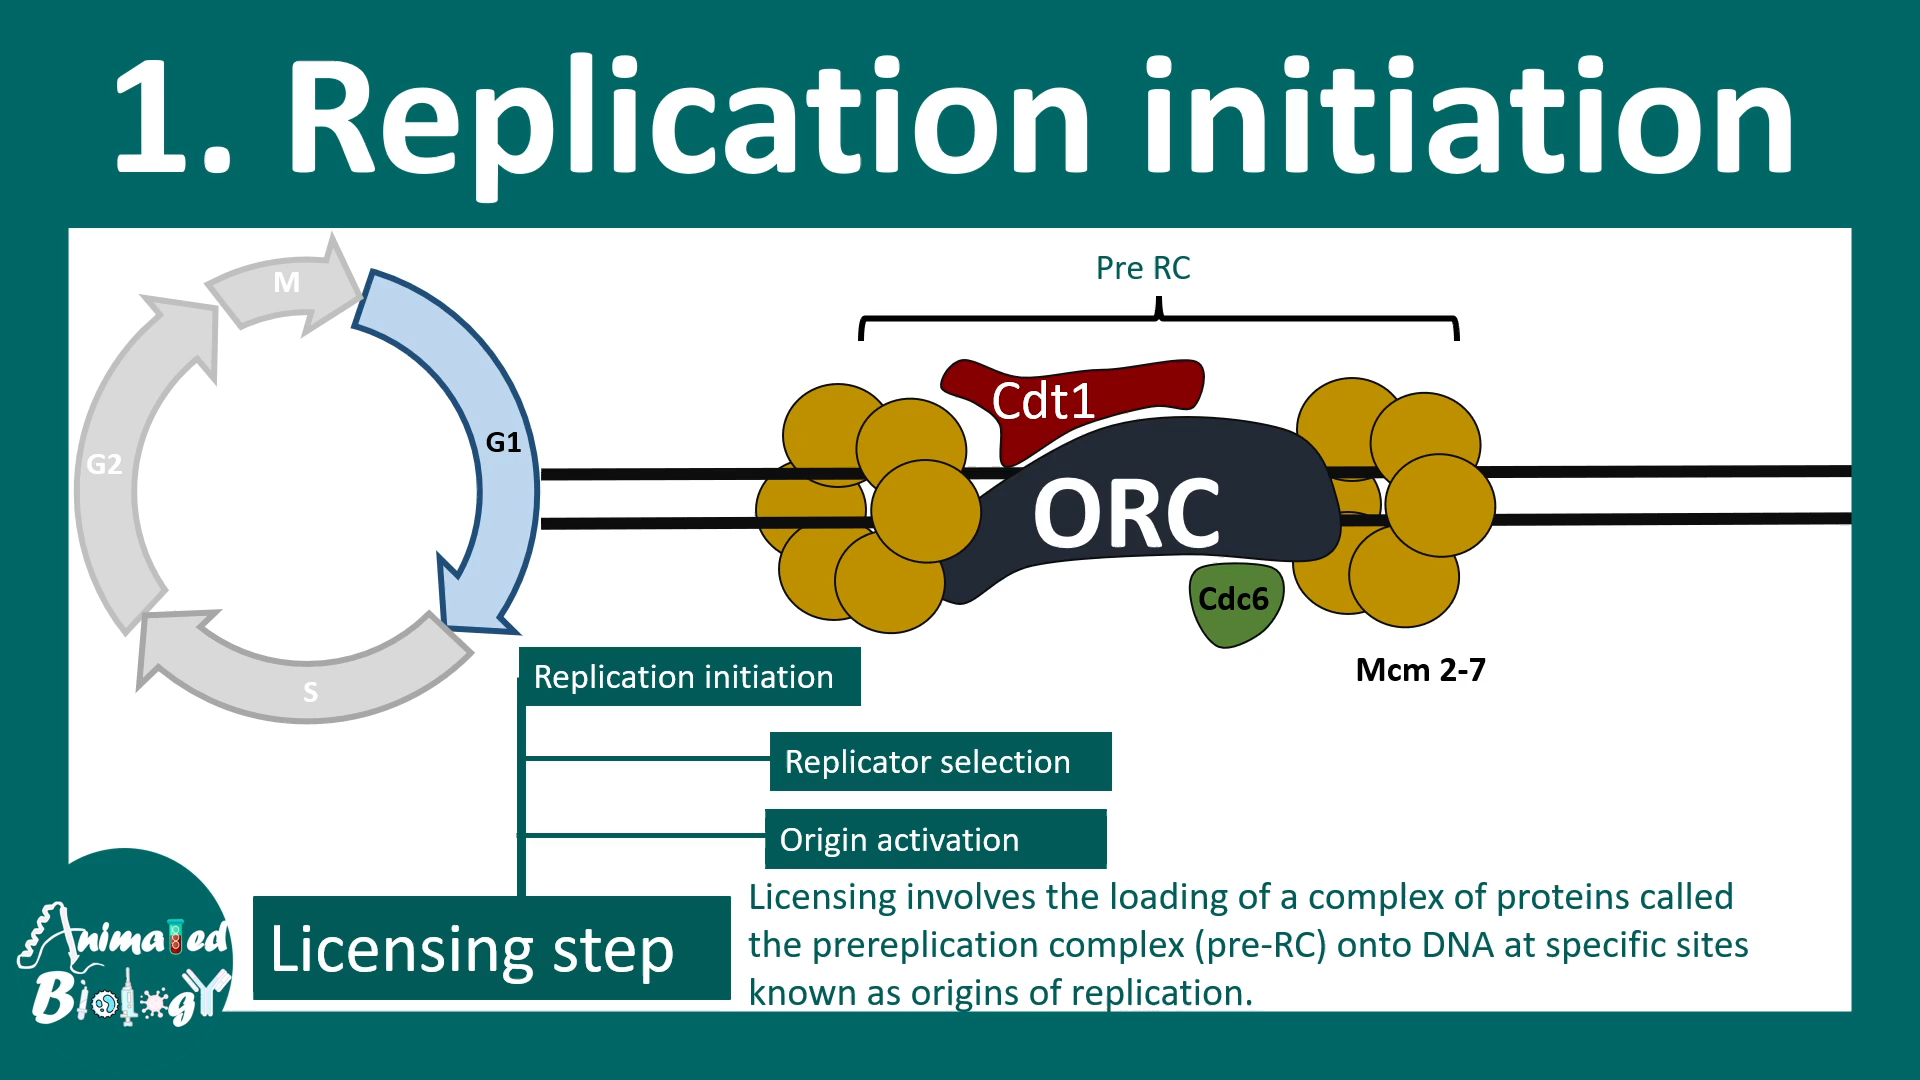 1. Replication initiation
Pre RC
M
G1
G2
S
Cdt1
ORC
Cdc6
Mcm 2-7
Replication initiation
Replicator selection
Origin activation
Licensing step
Licensing involves the loading of a complex of proteins called
the prereplication complex (pre-RC) onto DNA at specific sites
known as origins of replication.
Animated
Biology